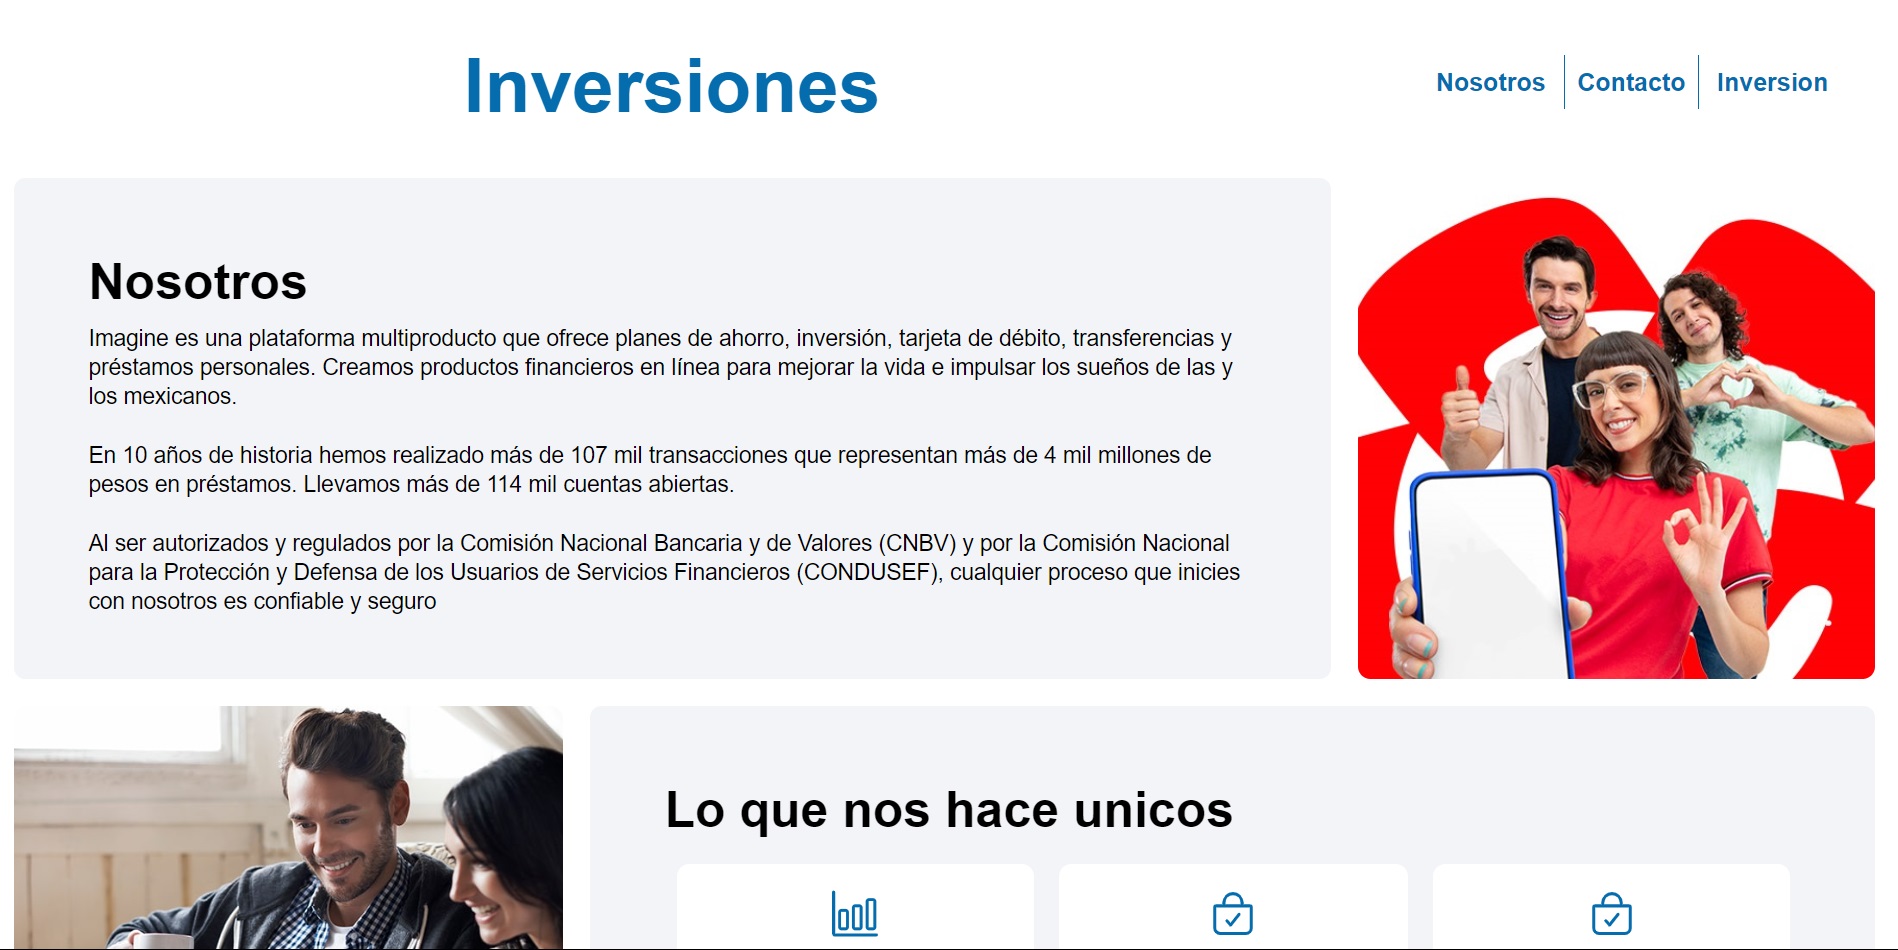 Inversiones
Nosotros
Contacto
Inversion
Nosotros
Imagine es una plataforma multiproducto que ofrece planes de ahorro, inversión, tarjeta de débito, transferencias y
préstamos personales. Creamos productos financieros en línea para mejorar la vida e impulsar los sueños de las y
los mexicanos.
En 10 años de historia hemos realizado más de 107 mil transacciones que representan más de 4 mil millones de
pesos en préstamos. Llevamos más de 114 mil cuentas abiertas.
Al ser autorizados y regulados por la Comisión Nacional Bancaria y de Valores (CNBV) y por la Comisión Nacional
para la Protección y Defensa de los Usuarios de Servicios Financieros (CONDUSEF), cualquier proceso que inicies
con nosotros es confiable y seguro
Lo que nos hace unicos